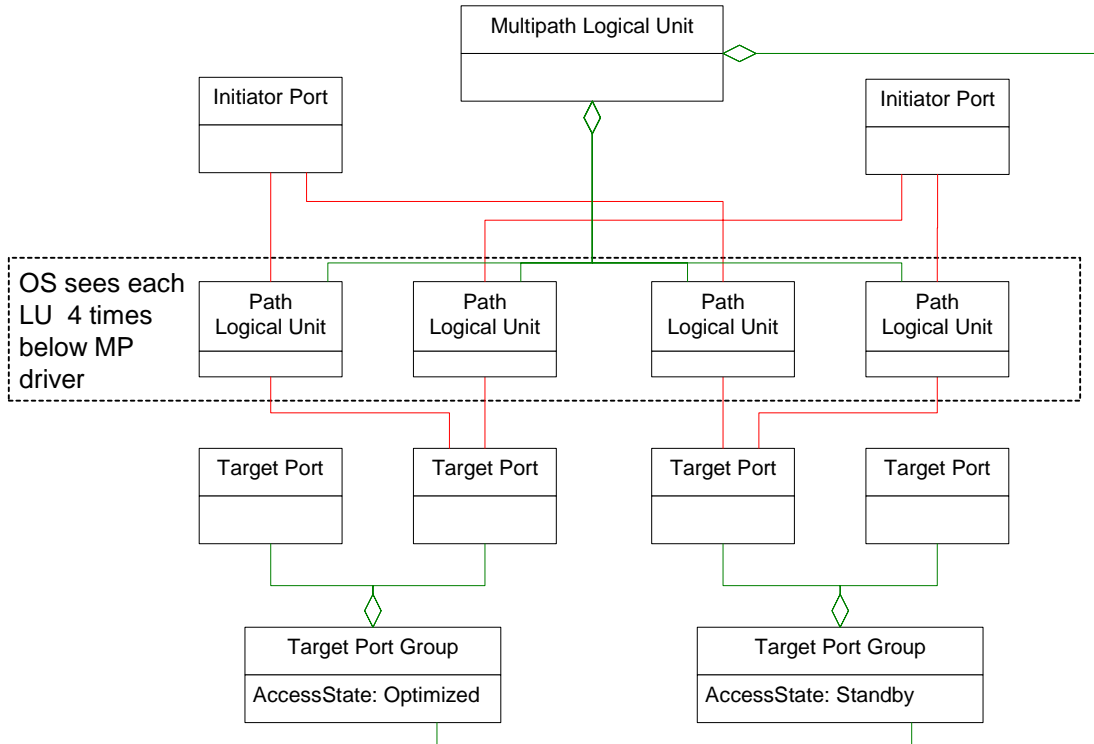 Multipath Logical Unit
Initiator Port
Initiator Port
OS sees each
LU 4 times
below MP
driver
Path
Logical Unit
Path
Logical Unit
Path
Logical Unit
Path
Logical Unit
Target Port
Target Port
Target Port
Target Port
Target Port Group
AccessState: Optimized
Target Port Group
AccessState: Standby